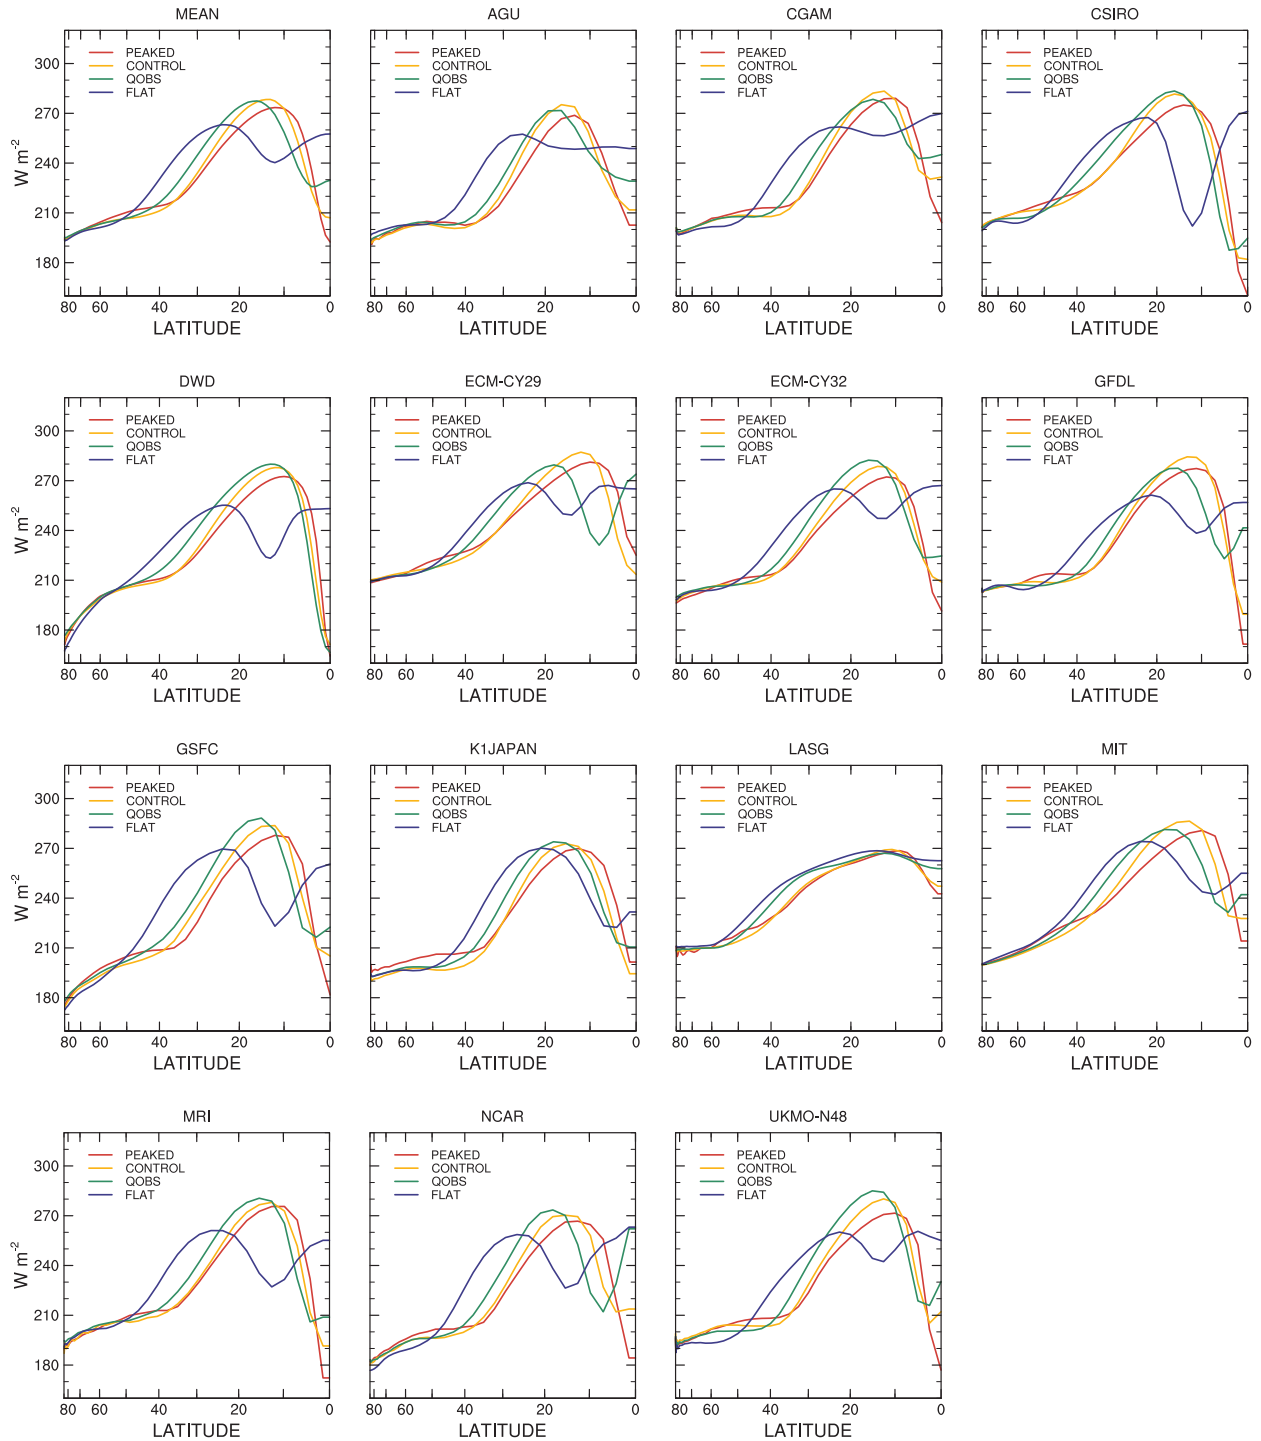 MEAN AGU CGAM CSIRO
PEAKED PEAKED PEAKED PEAKED
CONTROL CONTROL CONTROL CONTROL
QOBS QOBS QOBS QOBS
FLAT FLAT FLAT FLAT
300
270
240
210
180
W m-2
80 60 40 20 0 80 60 40 20 0 80 60 40 20 0 80 60 40 20 0
LATITUDE LATITUDE LATITUDE LATITUDE
DWD ECM-CY29 ECM-CY32 GFDL
PEAKED PEAKED PEAKED PEAKED
CONTROL CONTROL CONTROL CONTROL
QOBS QOBS QOBS QOBS
FLAT FLAT FLAT FLAT
300
270
240
210
180
W m-2
80 60 40 20 0 80 60 40 20 0 80 60 40 20 0 80 60 40 20 0
LATITUDE LATITUDE LATITUDE LATITUDE
GSFC K1JAPAN LASG MIT
PEAKED PEAKED PEAKED PEAKED
CONTROL CONTROL CONTROL CONTROL
QOBS QOBS QOBS QOBS
FLAT FLAT FLAT FLAT
300
270
240
210
180
W m-2
80 60 40 20 0 80 60 40 20 0 80 60 40 20 0 80 60 40 20 0
LATITUDE LATITUDE LATITUDE LATITUDE
MRI NCAR UKMO-N48
PEAKED PEAKED PEAKED
CONTROL CONTROL CONTROL
QOBS QOBS QOBS
FLAT FLAT FLAT
300
270
240
210
180
W m-2
80 60 40 20 0 80 60 40 20 0 80 60 40 20 0
LATITUDE LATITUDE LATITUDE